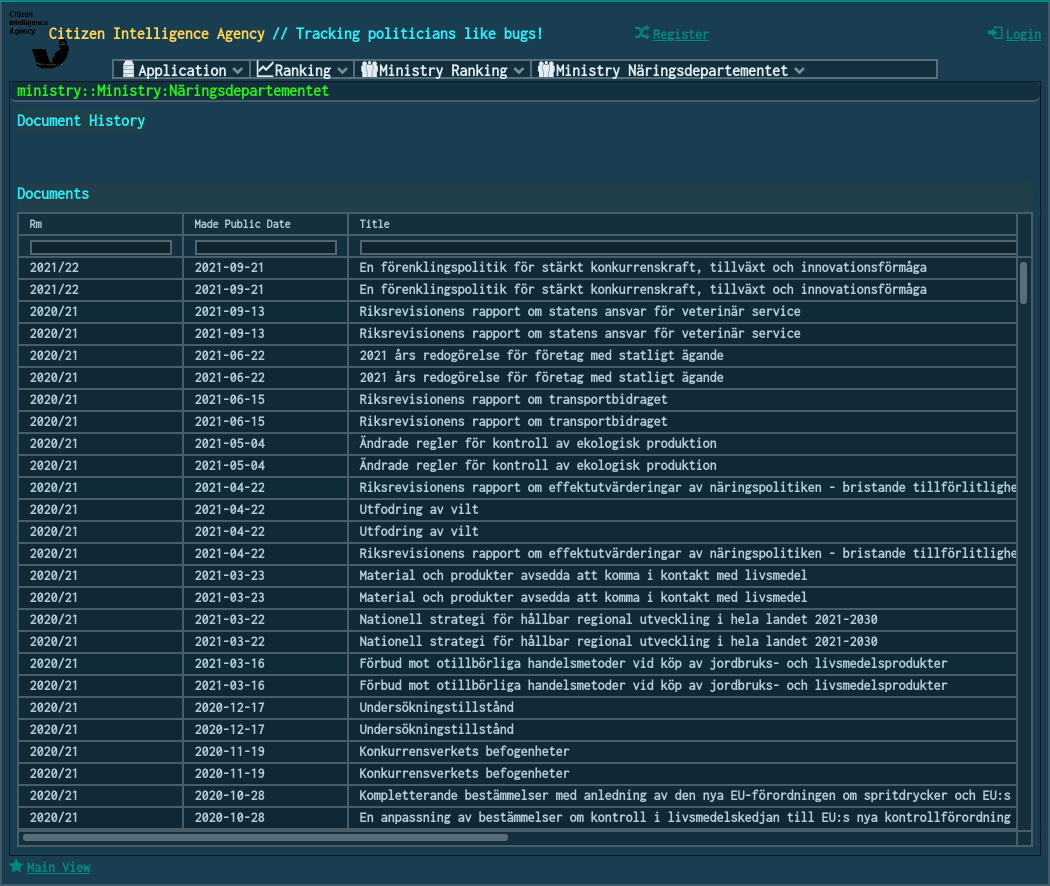 Citizen
Intelligence
Agency
Citizen Intelligence Agency // Tracking politicians like bugs!
Register
Login
Application Ranking Ministry Ranking Ministry Näringsdepartementet
ministry::Ministry:Näringsdepartementet
Document History
Documents
Rm Made Public Date Title
2021/22 2021-09-21 En förenklingspolitik för stärkt konkurrenskraft, tillväxt och innovationsförmåga
2021/22 2021-09-21 En förenklingspolitik för stärkt konkurrenskraft, tillväxt och innovationsförmåga
2020/21 2021-09-13 Riksrevisionens rapport om statens ansvar för veterinär service
2020/21 2021-09-13 Riksrevisionens rapport om statens ansvar för veterinär service
2020/21 2021-06-22 2021 års redogörelse för företag med statligt ägande
2020/21 2021-06-22 2021 års redogörelse för företag med statligt ägande
2020/21 2021-06-15 Riksrevisionens rapport om transportbidraget
2020/21 2021-06-15 Riksrevisionens rapport om transportbidraget
2020/21 2021-05-04 Ändrade regler för kontroll av ekologisk produktion
2020/21 2021-05-04 Ändrade regler för kontroll av ekologisk produktion
2020/21 2021-04-22 Riksrevisionens rapport om effektutvärderingar av näringspolitiken - bristande tillförlitlighe
2020/21 2021-04-22 Utfodring av vilt
2020/21 2021-04-22 Utfodring av vilt
2020/21 2021-04-22 Riksrevisionens rapport om effektutvärderingar av näringspolitiken - bristande tillförlitlighe
2020/21 2021-03-23 Material och produkter avsedda att komma i kontakt med livsmedel
2020/21 2021-03-23 Material och produkter avsedda att komma i kontakt med livsmedel
2020/21 2021-03-22 Nationell strategi för hållbar regional utveckling i hela landet 2021-2030
2020/21 2021-03-22 Nationell strategi för hållbar regional utveckling i hela landet 2021-2030
2020/21 2021-03-16 Förbud mot otillbörliga handelsmetoder vid köp av jordbruks- och livsmedelsprodukter
2020/21 2021-03-16 Förbud mot otillbörliga handelsmetoder vid köp av jordbruks- och livsmedelsprodukter
2020/21 2020-12-17 Undersökningstillstånd
2020/21 2020-12-17 Undersökningstillstånd
2020/21 2020-11-19 Konkurrensverkets befogenheter
2020/21 2020-11-19 Konkurrensverkets befogenheter
2020/21 2020-10-28 Kompletterande bestämmelser med anledning av den nya EU-förordningen om spritdrycker och EU:s
2020/21 2020-10-28 En anpassning av bestämmelser om kontroll i livsmedelskedjan till EU:s nya kontrollförordning
Main View